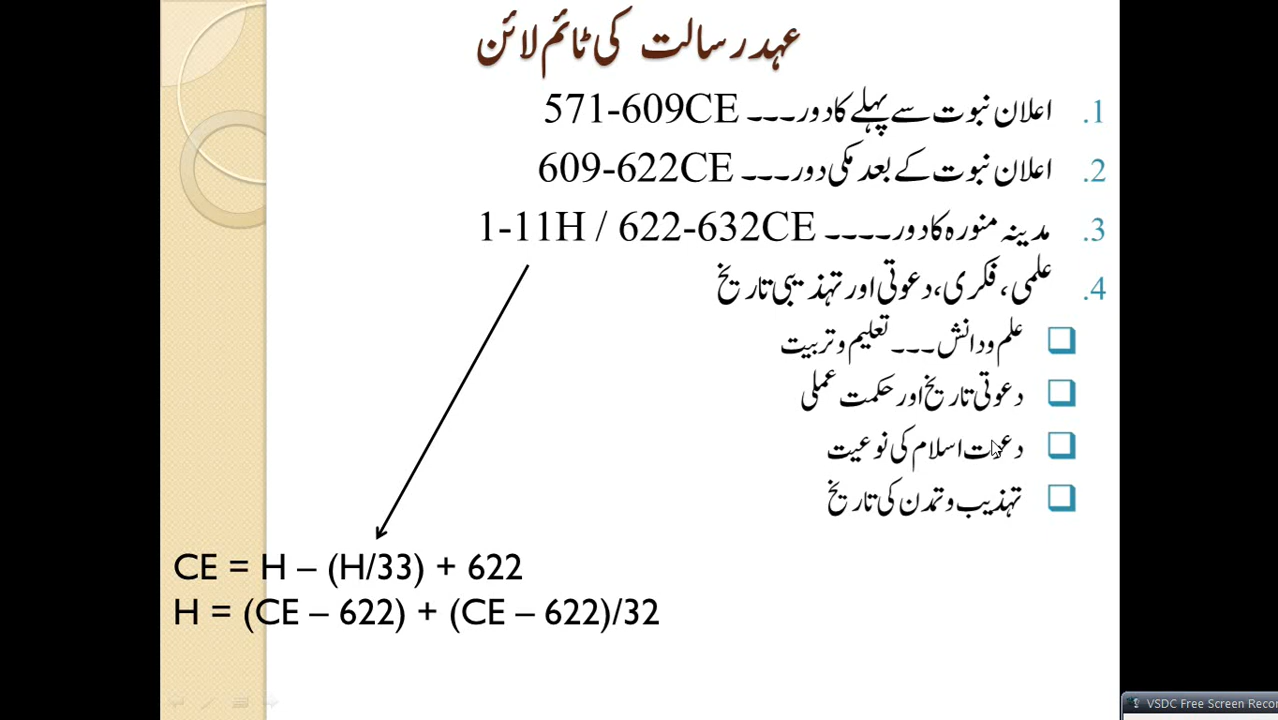 عہد رسالت کی ٹائم لائن
1. اعلان نبوت سے پہلے کا دور ۔۔۔ 571-609CE
2. اعلان نبوت کے بعد مکی دور ۔۔۔ 609-622CE
3. مدینہ منورہ کا دور ۔۔۔۔ 1-11H / 622-632CE
4. علمی، فکری، دعوتی اور تہذیبی تاریخ
علم و دانش ۔۔۔ تعلیم و تربیت
دعوتی تاریخ اور حکمت عملی
دعوت اسلام کی نوعیت
تہذیب و تمدن کی تاریخ
CE = H – (H/33) + 622
H = (CE – 622) + (CE – 622)/32
VSDC Free Screen Recor